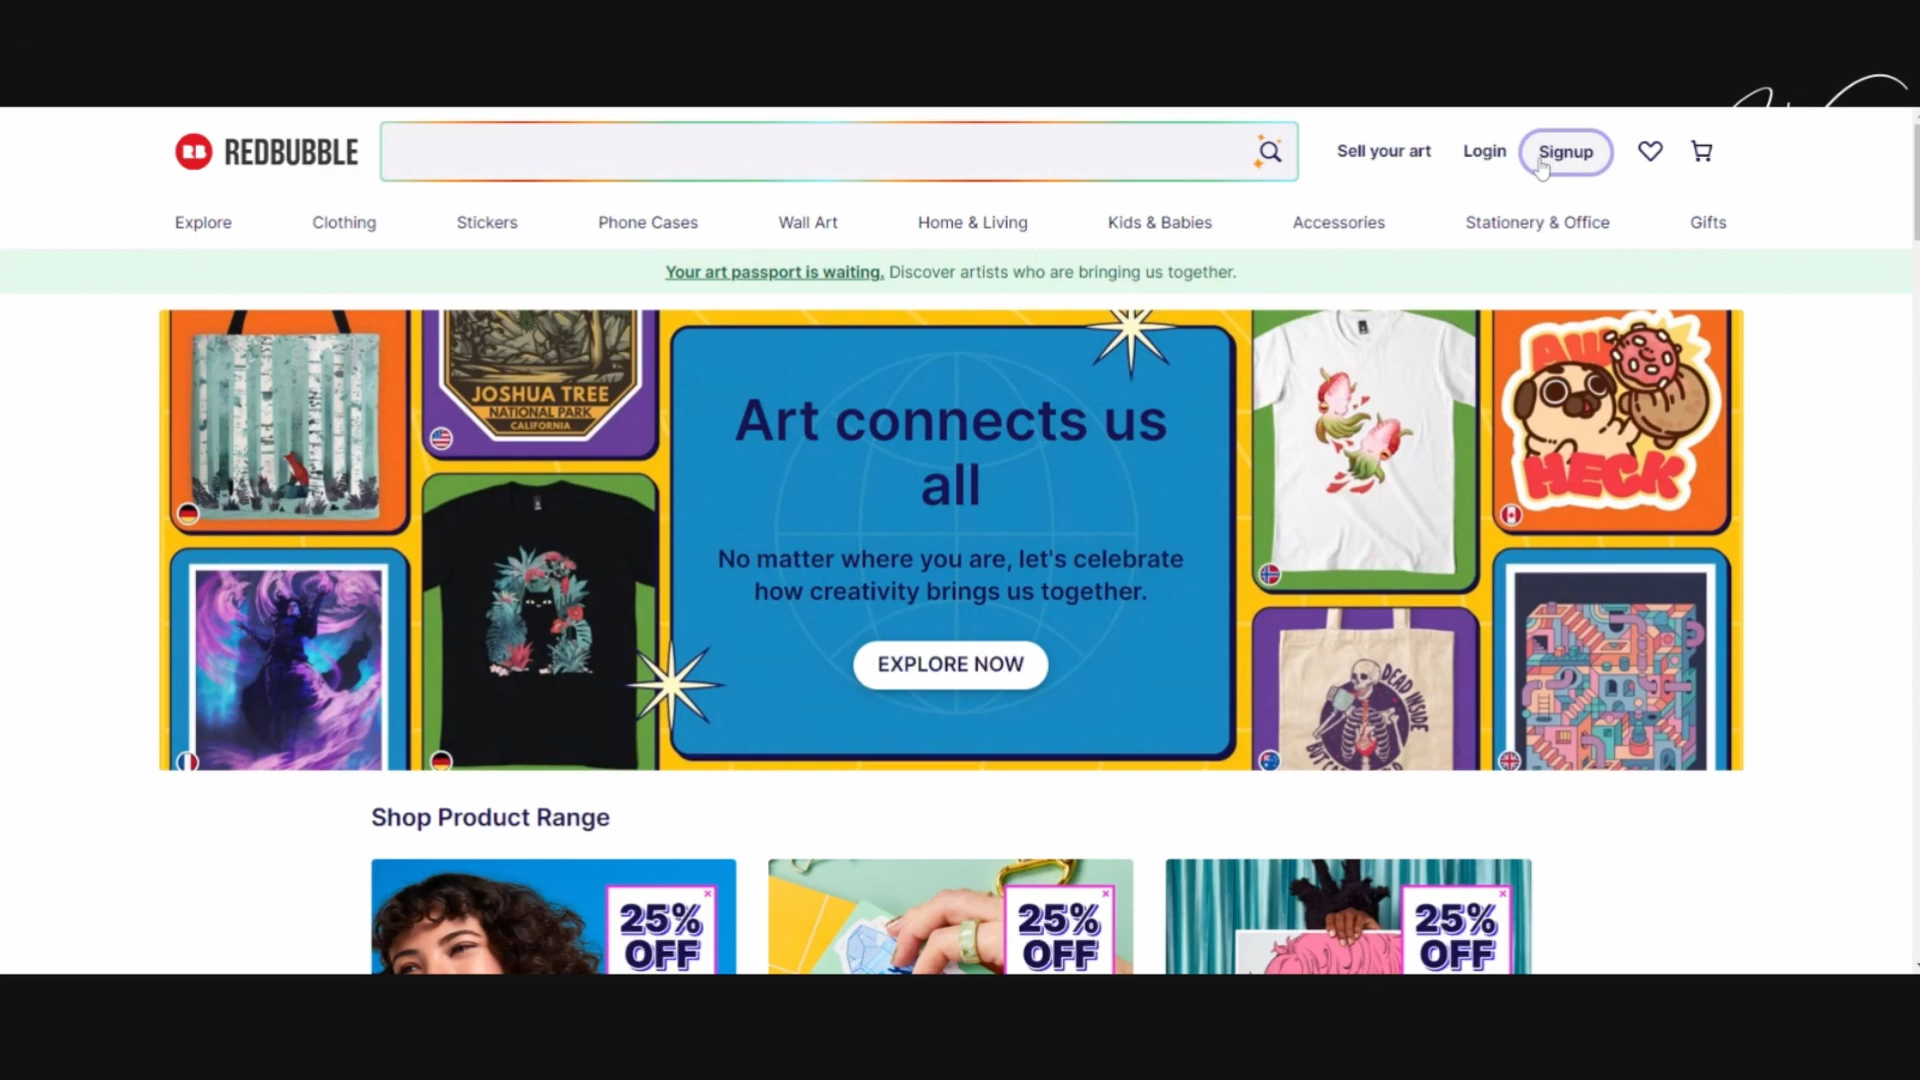 RB REDBUBBLE
Sell your art
Login
Signup
Explore
Clothing
Stickers
Phone Cases
Wall Art
Home & Living
Kids & Babies
Accessories
Stationery & Office
Gifts
Your art passport is waiting. Discover artists who are bringing us together.
JOSHUA TREE
NATIONAL PARK
CALIFORNIA
Art connects us
all
No matter where you are, let's celebrate
how creativity brings us together.
EXPLORE NOW
AW
HECK
DEAD INSIDE
Shop Product Range
25%
OFF
25%
OFF
25%
OFF